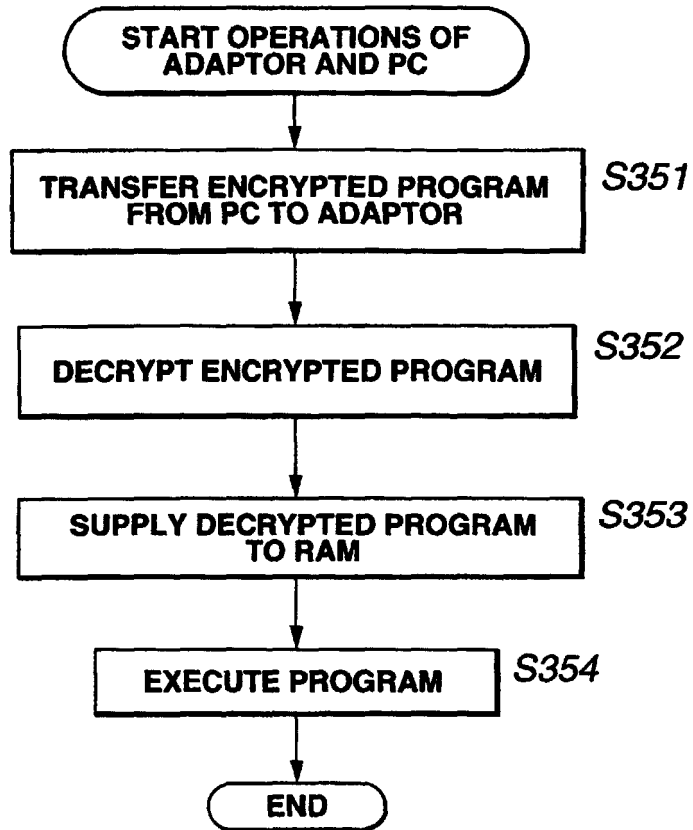 START OPERATIONS OF
ADAPTOR AND PC
S351
TRANSFER ENCRYPTED PROGRAM
FROM PC TO ADAPTOR
S352
DECRYPT ENCRYPTED PROGRAM
S353
SUPPLY DECRYPTED PROGRAM
TO RAM
S354
EXECUTE PROGRAM
END